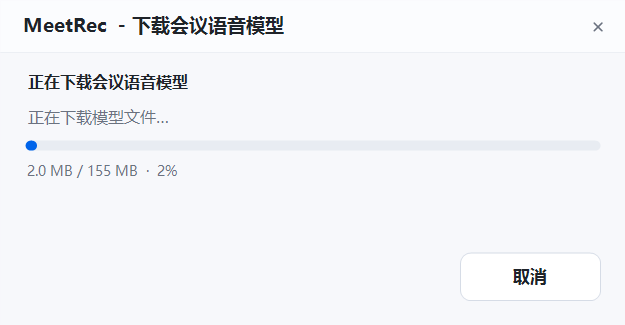 MeetRec - 下载会议语音模型
正在下载会议语音模型
正在下载模型文件...
2.0 MB / 155 MB · 2%
取消